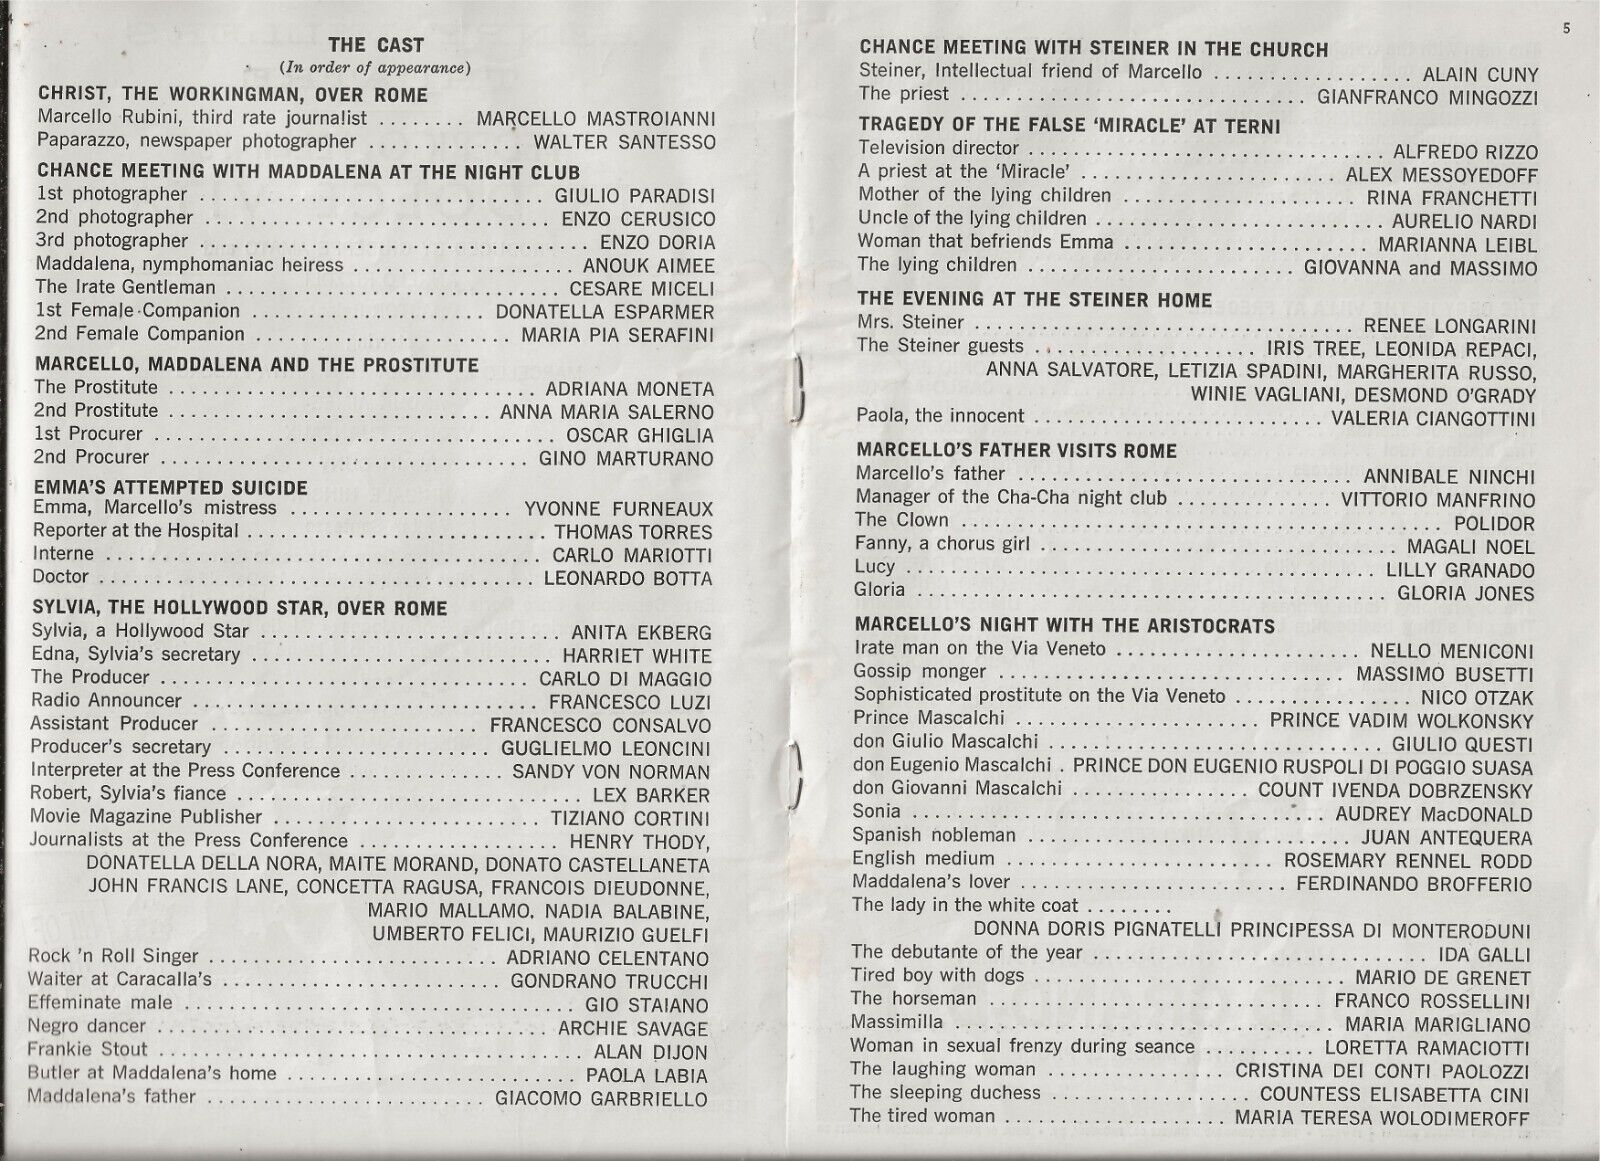 THE CAST
(In order of appearance)
CHRIST, THE WORKINGMAN, OVER ROME
Marcello Rubini, third rate journalist ........ MARCELLO MASTROIANNI
Paparazzo, newspaper photographer .............. WALTER SANTESSO
CHANCE MEETING WITH MADDALENA AT THE NIGHT CLUB
1st photographer ............................... GIULIO PARADISI
2nd photographer ............................... ENZO CERUSICO
3rd photographer ................................... ENZO DORIA
Maddalena, nymphomaniac heiress .................... ANOUK AIMEE
The Irate Gentleman ............................... CESARE MICELI
1st Female Companion ..................... DONATELLA ESPARMER
2nd Female Companion ....................... MARIA PIA SERAFINI
MARCELLO, MADDALENA AND THE PROSTITUTE
The Prostitute ................................. ADRIANA MONETA
2nd Prostitute ............................. ANNA MARIA SALERNO
1st Procurer .................................... OSCAR GHIGLIA
2nd Procurer ................................. GINO MARTURANO
EMMA'S ATTEMPTED SUICIDE
Emma, Marcello's mistress .................... YVONNE FURNEAUX
Reporter at the Hospital ........................... THOMAS TORRES
Interne ....................................... CARLO MARIOTTI
Doctor ....................................... LEONARDO BOTTA
SYLVIA, THE HOLLYWOOD STAR, OVER ROME
Sylvia, a Hollywood Star ........................... ANITA EKBERG
Edna, Sylvia's secretary ........................... HARRIET WHITE
The Producer ................................. CARLO DI MAGGIO
Radio Announcer ................................ FRANCESCO LUZI
Assistant Producer ........................ FRANCESCO CONSALVO
Producer's secretary ........................ GUGLIELMO LEONCINI
Interpreter at the Press Conference .............. SANDY VON NORMAN
Robert, Sylvia's fiance ............................... LEX BARKER
Movie Magazine Publisher ........................ TIZIANO CORTINI
Journalists at the Press Conference ................... HENRY THODY,
DONATELLA DELLA NORA, MAITE MORAND, DONATO CASTELLANETA
JOHN FRANCIS LANE, CONCETTA RAGUSA, FRANCOIS DIEUDONNE,
MARIO MALLAMO, NADIA BALABINE,
UMBERTO FELICI, MAURIZIO GUELFI
Rock 'n Roll Singer .......................... ADRIANO CELENTANO
Waiter at Caracalla's ......................... GONDRANO TRUCCHI
Effeminate male .................................... GIO STAIANO
Negro dancer ................................... ARCHIE SAVAGE
Frankie Stout ...................................... ALAN DIJON
Butler at Maddalena's home .......................... PAOLA LABIA
Maddalena's father ......................... GIACOMO GARBRIELLO
5
CHANCE MEETING WITH STEINER IN THE CHURCH
Steiner, Intellectual friend of Marcello .................. ALAIN CUNY
The priest ............................... GIANFRANCO MINGOZZI
TRAGEDY OF THE FALSE 'MIRACLE' AT TERNI
Television director ................................ ALFREDO RIZZO
A priest at the 'Miracle' ....................... ALEX MESSOYEDOFF
Mother of the lying children ...................... RINA FRANCHETTI
Uncle of the lying children .......................... AURELIO NARDI
Woman that befriends Emma ...................... MARIANNA LEIBL
The lying children ........................ GIOVANNA and MASSIMO
THE EVENING AT THE STEINER HOME
Mrs. Steiner .................................. RENEE LONGARINI
The Steiner guests .................... IRIS TREE, LEONIDA REPACI,
ANNA SALVATORE, LETIZIA SPADINI, MARGHERITA RUSSO,
WINIE VAGLIANI, DESMOND O'GRADY
Paola, the innocent .......................... VALERIA CIANGOTTINI
MARCELLO'S FATHER VISITS ROME
Marcello's father ............................... ANNIBALE NINCHI
Manager of the Cha-Cha night club .............. VITTORIO MANFRINO
The Clown ........................................... POLIDOR
Fanny, a chorus girl ................................ MAGALI NOEL
Lucy ............................................ LILLY GRANADO
Gloria .......................................... GLORIA JONES
MARCELLO'S NIGHT WITH THE ARISTOCRATS
Irate man on the Via Veneto ...................... NELLO MENICONI
Gossip monger ................................ MASSIMO BUSETTI
Sophisticated prostitute on the Via Veneto .................. NICO OTZAK
Prince Mascalchi ...................... PRINCE VADIM WOLKONSKY
don Giulio Mascalchi .............................. GIULIO QUESTI
don Eugenio Mascalchi . PRINCE DON EUGENIO RUSPOLI DI POGGIO SUASA
don Giovanni Mascalchi ................ COUNT IVENDA DOBRZENSKY
Sonia ....................................... AUDREY MacDONALD
Spanish nobleman .............................. JUAN ANTEQUERA
English medium ........................ ROSEMARY RENNEL RODD
Maddalena's lover ........................ FERDINANDO BROFFERIO
The lady in the white coat ........
DONNA DORIS PIGNATELLI PRINCIPESSA DI MONTERODUNI
The debutante of the year .............................. IDA GALLI
Tired boy with dogs ............................. MARIO DE GRENET
The horseman .............................. FRANCO ROSSELLINI
Massimilla .................................. MARIA MARIGLIANO
Woman in sexual frenzy during seance .......... LORETTA RAMACIOTTI
The laughing woman ................ CRISTINA DEI CONTI PAOLOZZI
The sleeping duchess .................. COUNTESS ELISABETTA CINI
The tired woman .................... MARIA TERESA WOLODIMEROFF